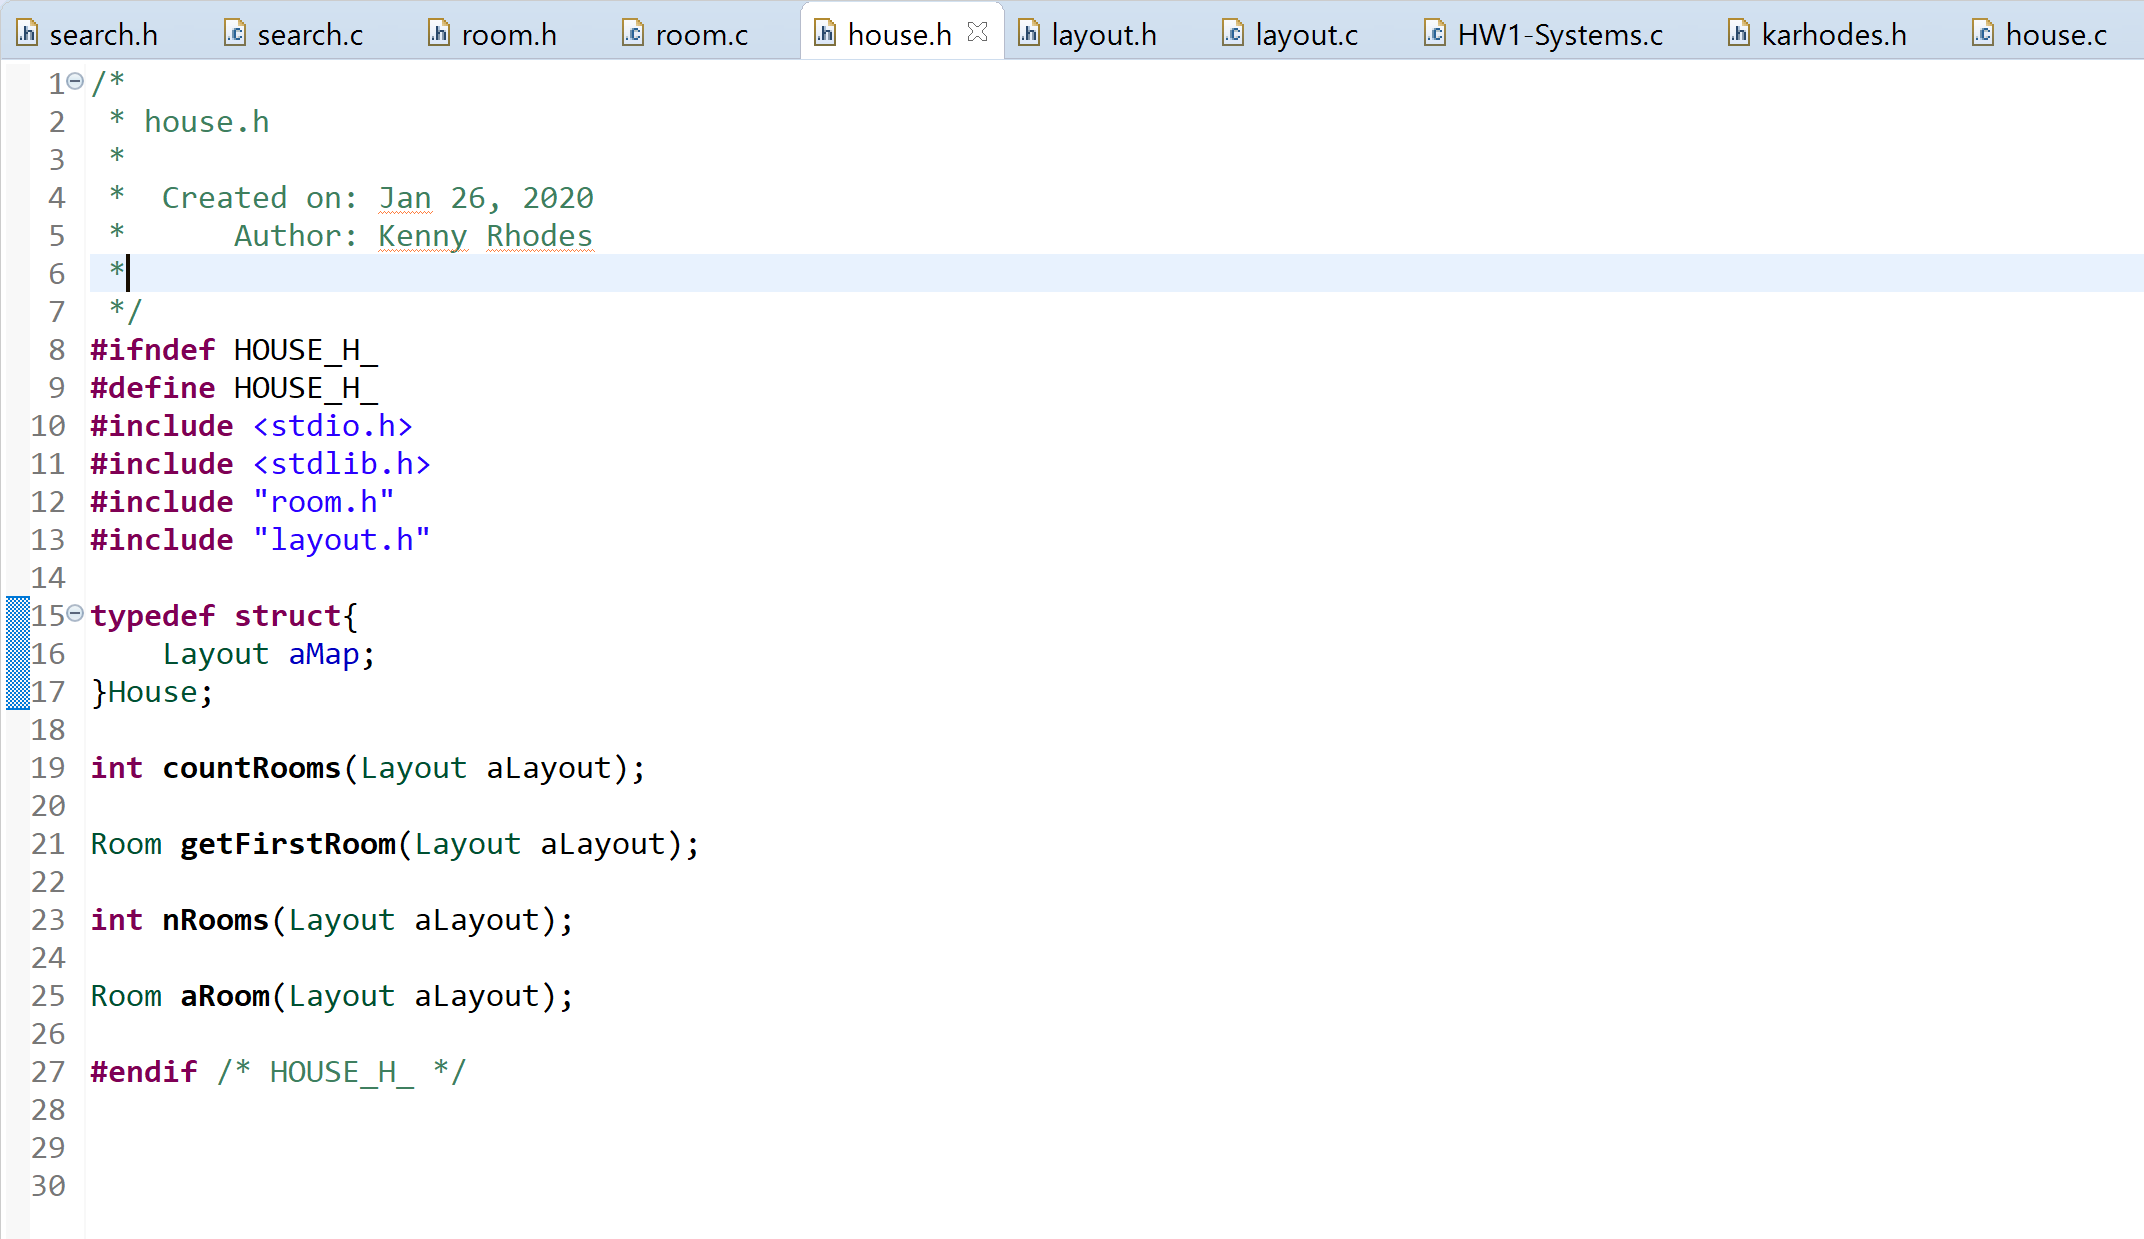 search.h search.c room.h room.c house.h layout.h layout.c HW1-Systems.c karhodes.h house.c
1 /*
2  * house.h
3  *
4  *  Created on: Jan 26, 2020
5  *      Author: Kenny Rhodes
6  *
7  */
8 #ifndef HOUSE_H_
9 #define HOUSE_H_
10 #include <stdio.h>
11 #include <stdlib.h>
12 #include "room.h"
13 #include "layout.h"
14
15 typedef struct{
16     Layout aMap;
17 }House;
18
19 int countRooms(Layout aLayout);
20
21 Room getFirstRoom(Layout aLayout);
22
23 int nRooms(Layout aLayout);
24
25 Room aRoom(Layout aLayout);
26
27 #endif /* HOUSE_H_ */
28
29
30